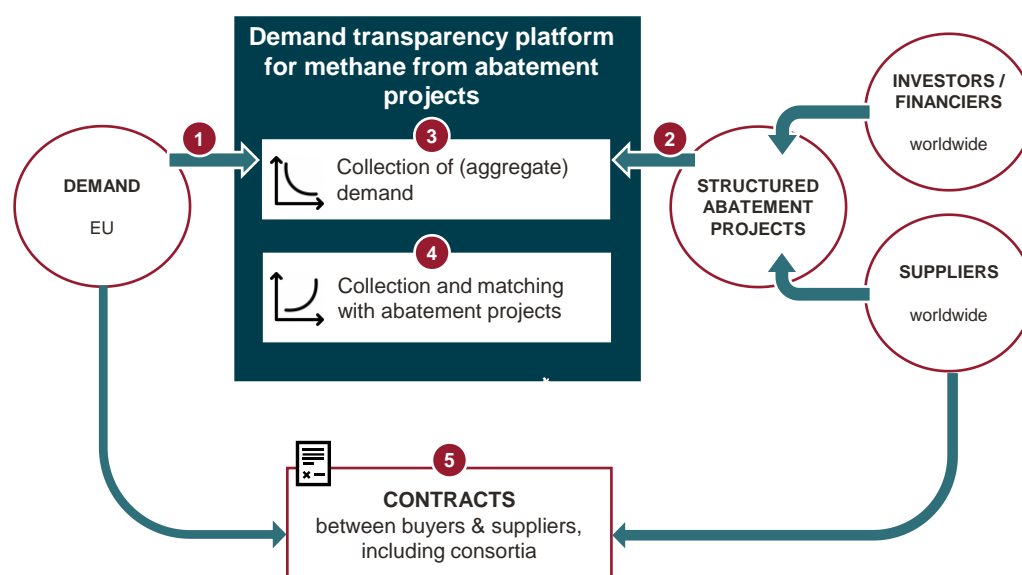 Demand transparency platform
for methane from abatement
projects
1
3
2
Collection of (aggregate)
demand
4
Collection and matching
with abatement projects
DEMAND
EU
STRUCTURED
ABATEMENT
PROJECTS
INVESTORS /
FINANCIERS
worldwide
SUPPLIERS
worldwide
5
CONTRACTS
between buyers & suppliers,
including consortia